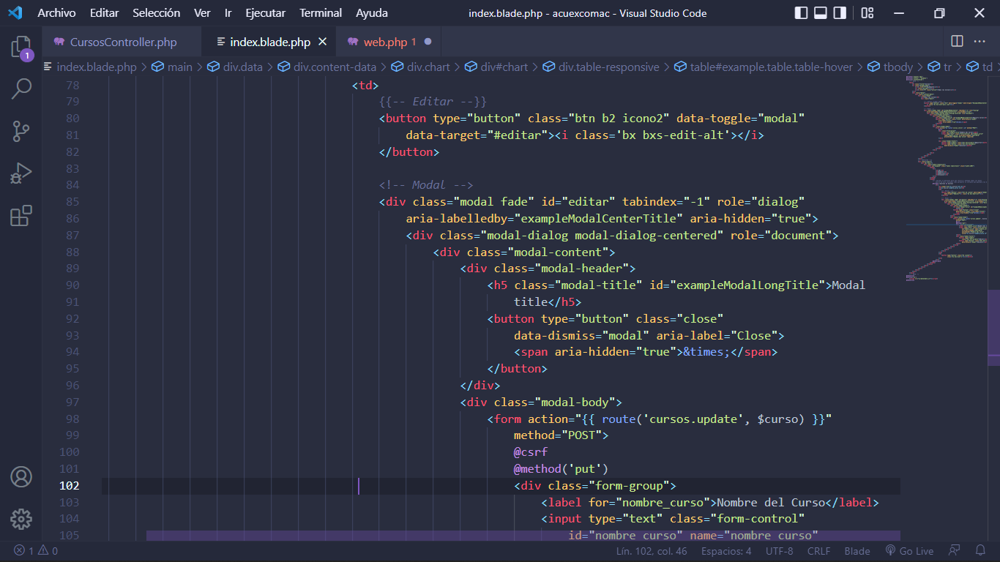 Archivo Editar Selección Ver Ir Ejecutar Terminal Ayuda index.blade.php - acuexcomac - Visual Studio Code
CursosController.php index.blade.php web.php 1
index.blade.php > main > div.data > div.content-data > div.chart > div#chart > div.table-responsive > table#example.table.table-hover > tbody > tr > td
78 <td>
79 {{-- Editar --}}
80 <button type="button" class="btn b2 icono2" data-toggle="modal"
81 data-target="#editar"><i class='bx bxs-edit-alt'></i>
82 </button>
83
84 <!-- Modal -->
85 <div class="modal fade" id="editar" tabindex="-1" role="dialog"
86 aria-labelledby="exampleModalCenterTitle" aria-hidden="true">
87 <div class="modal-dialog modal-dialog-centered" role="document">
88 <div class="modal-content">
89 <div class="modal-header">
90 <h5 class="modal-title" id="exampleModalLongTitle">Modal
91 title</h5>
92 <button type="button" class="close"
93 data-dismiss="modal" aria-label="Close">
94 <span aria-hidden="true">&times;</span>
95 </button>
96 </div>
97 <div class="modal-body">
98 <form action="{{ route('cursos.update', $curso) }}"
99 method="POST">
100 @csrf
101 @method('put')
102 <div class="form-group">
103 <label for="nombre_curso">Nombre del Curso</label>
104 <input type="text" class="form-control"
105 id="nombre_curso" name="nombre_curso"
1
1 0 Lín. 102, col. 46 Espacios: 4 UTF-8 CRLF Blade Go Live